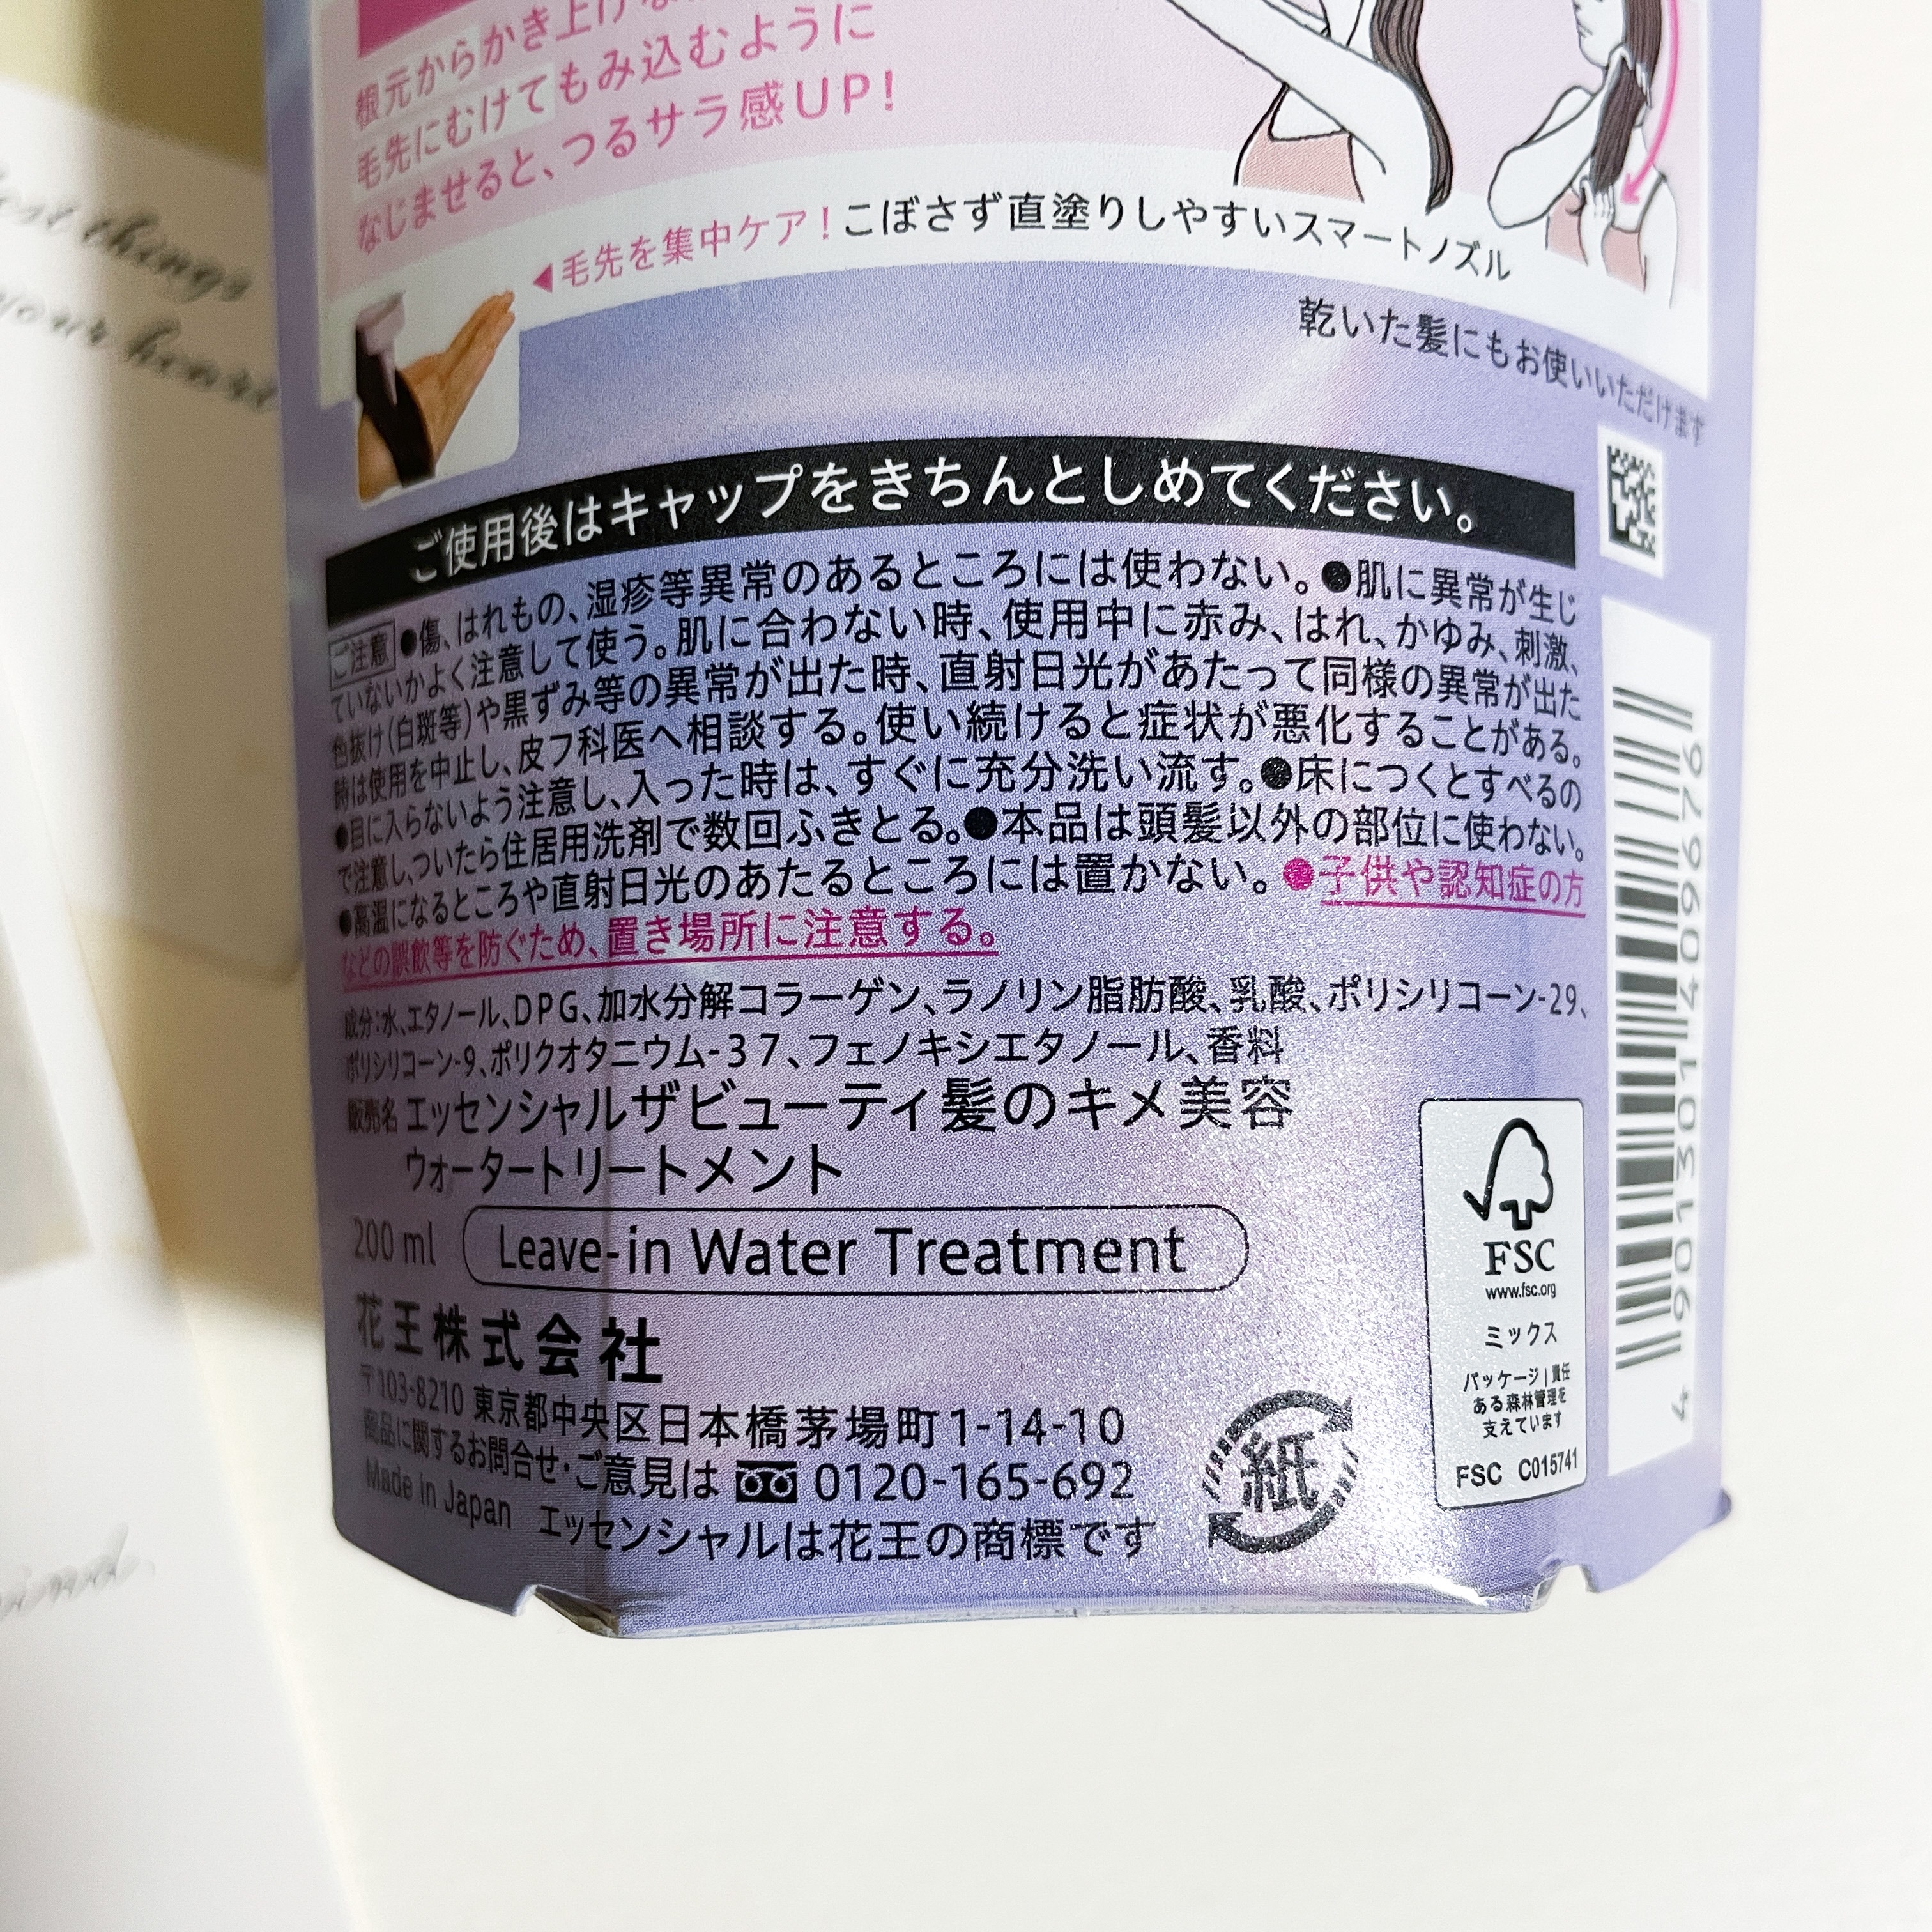 根元からかき上げ
毛先にむけてもみ込むように
なじませると、つるサラ感UP!
◀毛先を集中ケア!こぼさず直塗りしやすいスマートノズル
乾いた髪にもお使いいただけます
ご使用後はキャップをきちんとしめてください。
ご注意 ●傷、はれもの、湿疹等異常のあるところには使わない。●肌に異常が生じ
ていないかよく注意して使う。肌に合わない時、使用中に赤み、はれ、かゆみ、刺激、
色抜け(白斑等)や黒ずみ等の異常が出た時、直射日光があたって同様の異常が出た
時は使用を中止し、皮フ科医へ相談する。使い続けると症状が悪化することがある。
●目に入らないよう注意し、入った時は、すぐに充分洗い流す。●床につくとすべるの
で注意し、ついたら住居用洗剤で数回ふきとる。●本品は頭髪以外の部位に使わない。
●高温になるところや直射日光のあたるところには置かない。●子供や認知症の方
などの誤飲等を防ぐため、置き場所に注意する。
成分:水、エタノール、DPG、加水分解コラーゲン、ラノリン脂肪酸、乳酸、ポリシリコーン-29、
ポリシリコーン-9、ポリクオタニウム-37、フェノキシエタノール、香料
販売名 エッセンシャルザビューティ髪のキメ美容
ウォータートリートメント
200 ml Leave-in Water Treatment
花王株式会社
〒103-8210 東京都中央区日本橋茅場町1-14-10
商品に関するお問合せ・ご意見は 0120-165-692
Made in Japan エッセンシャルは花王の商標です
紙
FSC
www.fsc.org
ミックス
パッケージ|責任
ある森林管理を
支えています
FSC C015741
things
your heart